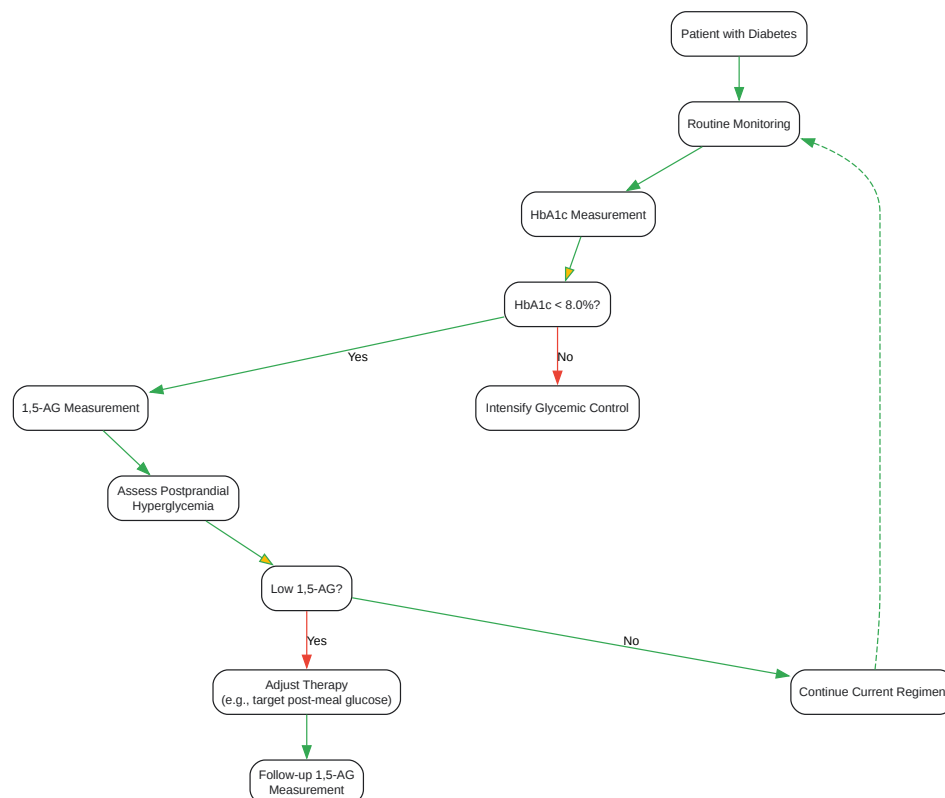 Patient with Diabetes
Routine Monitoring
HbA1c Measurement
HbA1c < 8.0%?
Yes
No
1,5-AG Measurement
Intensify Glycemic Control
Assess Postprandial
Hyperglycemia
Low 1,5-AG?
Yes
No
Adjust Therapy
(e.g., target post-meal glucose)
Continue Current Regimen
Follow-up 1,5-AG
Measurement